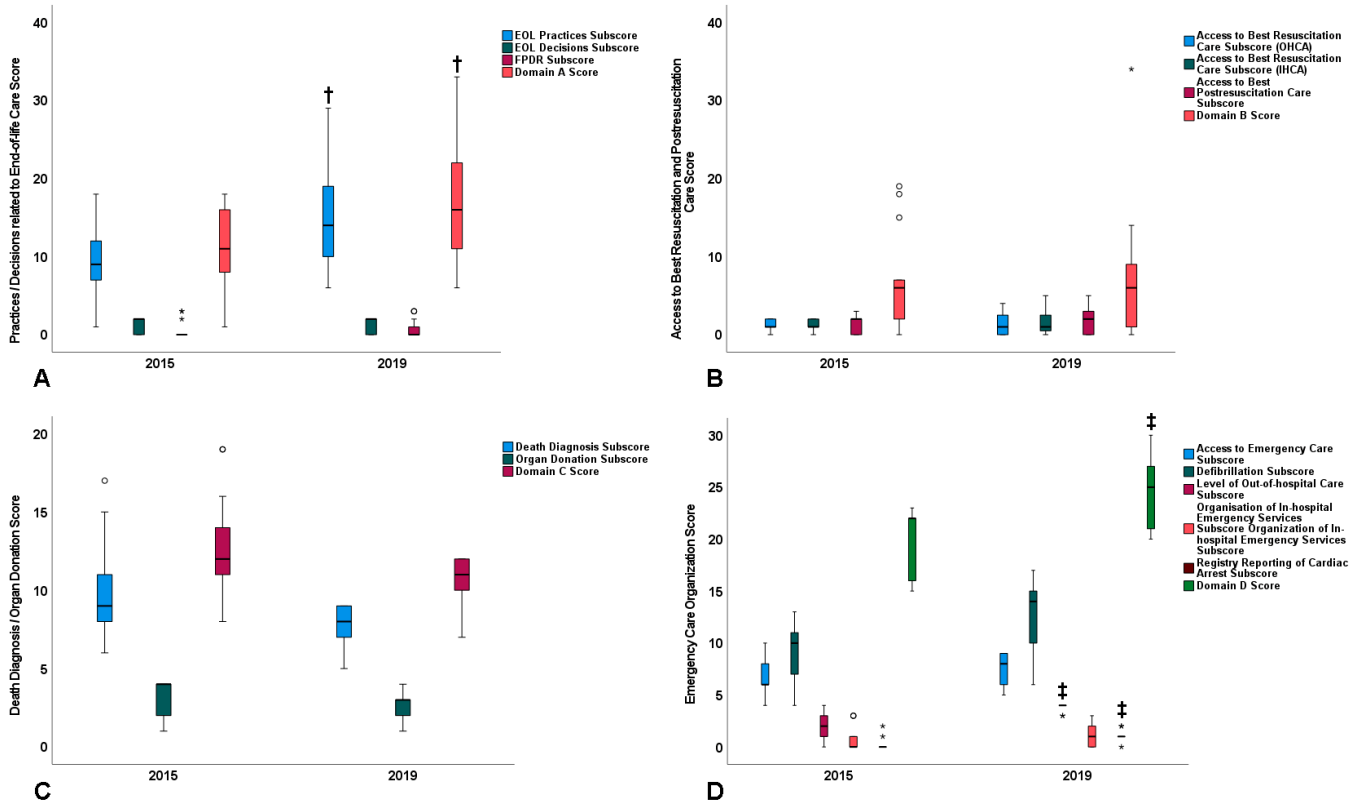 40
30
20
10
0
Practices / Decisions related to End-of-life Care Score
†
†
EOL Practices Subscore
EOL Decisions Subscore
FPDR Subscore
Domain A Score
2015
2019
A
40
30
20
10
0
Access to Best Resuscitation and Postresuscitation
Care Score
*
Access to Best Resuscitation
Care Subscore (OHCA)
Access to Best Resuscitation
Care Subscore (IHCA)
Access to Best
Postresuscitation Care
Subscore
Domain B Score
2015
2019
B
20
15
10
5
0
Death Diagnosis / Organ Donation Score
Death Diagnosis Subscore
Organ Donation Subscore
Domain C Score
2015
2019
C
30
25
20
15
10
5
0
Emergency Care Organization Score
‡
‡
‡
Access to Emergency Care
Subscore
Defibrillation Subscore
Level of Out-of-hospital Care
Subscore
Organisation of In-hospital
Emergency Services
Subscore Organization of In-
hospital Emergency Services
Subscore
Registry Reporting of Cardiac
Arrest Subscore
Domain D Score
2015
2019
D